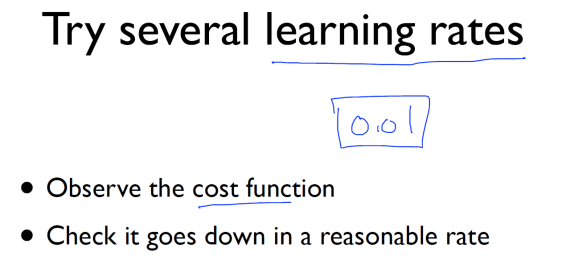 Try several learning rates
0.01
• Observe the cost function
• Check it goes down in a reasonable rate